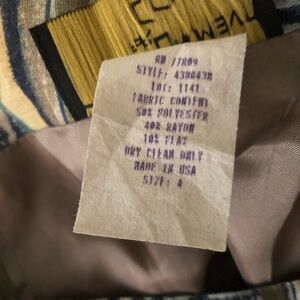 RN 77809
STYLE: 43K043M
LOT: 1141
FABRIC CONTENT
50% POLYESTER
40% RAYON
10% FLAX
DRY CLEAN ONLY
MADE IN USA
SIZE: 4